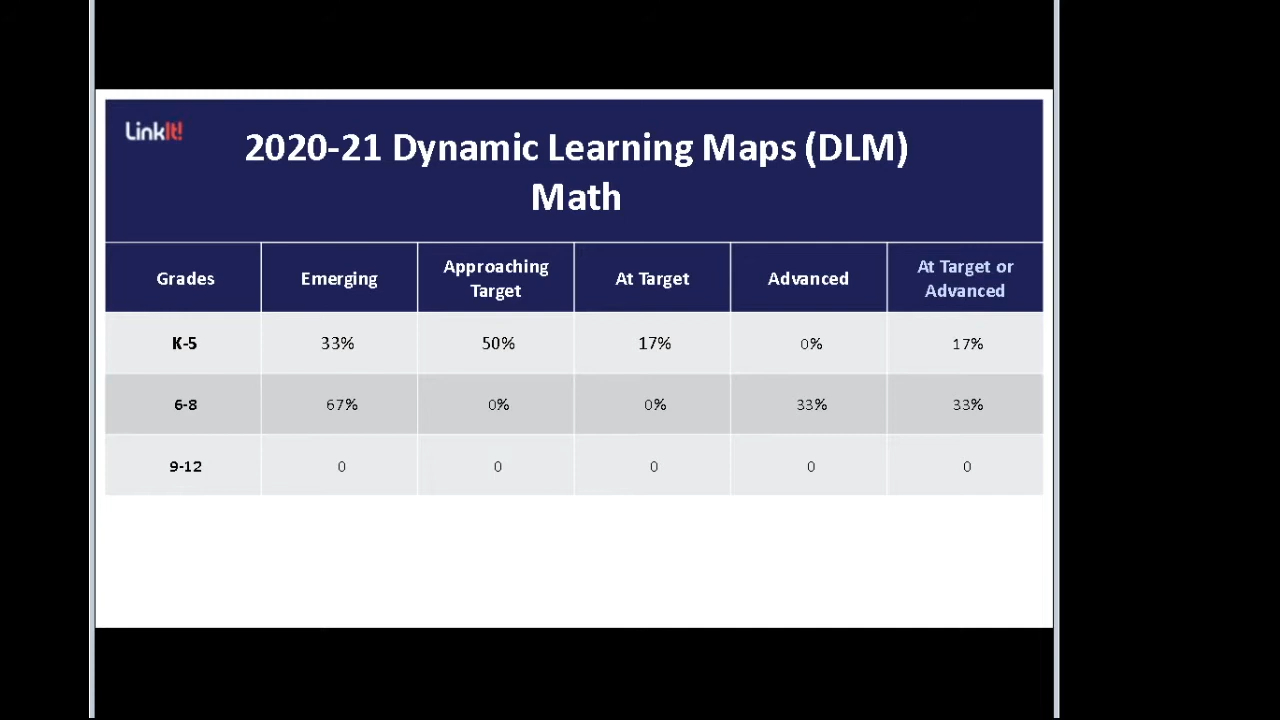 LinkIt!
2020-21 Dynamic Learning Maps (DLM)
Math
Grades Emerging Approaching Target At Target Advanced At Target or Advanced
K-5 33% 50% 17% 0% 17%
6-8 67% 0% 0% 33% 33%
9-12 0 0 0 0 0